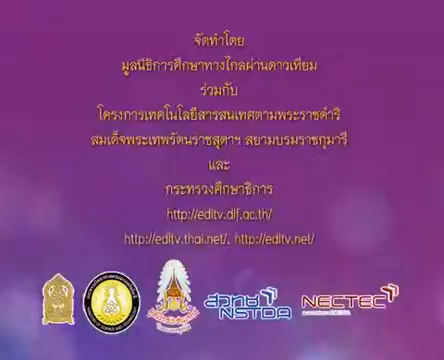 จัดทำโดย
มูลนิธิการศึกษาทางไกลผ่านดาวเทียม
ร่วมกับ
โครงการเทคโนโลยีสารสนเทศตามพระราชดำริ
สมเด็จพระเทพรัตนราชสุดาฯ สยามบรมราชกุมารี
และ
กระทรวงศึกษาธิการ
http://edltv.dlf.ac.th/
http://edltv.thai.net/, http://edltv.net/
สวทช NSTDA
NECTEC